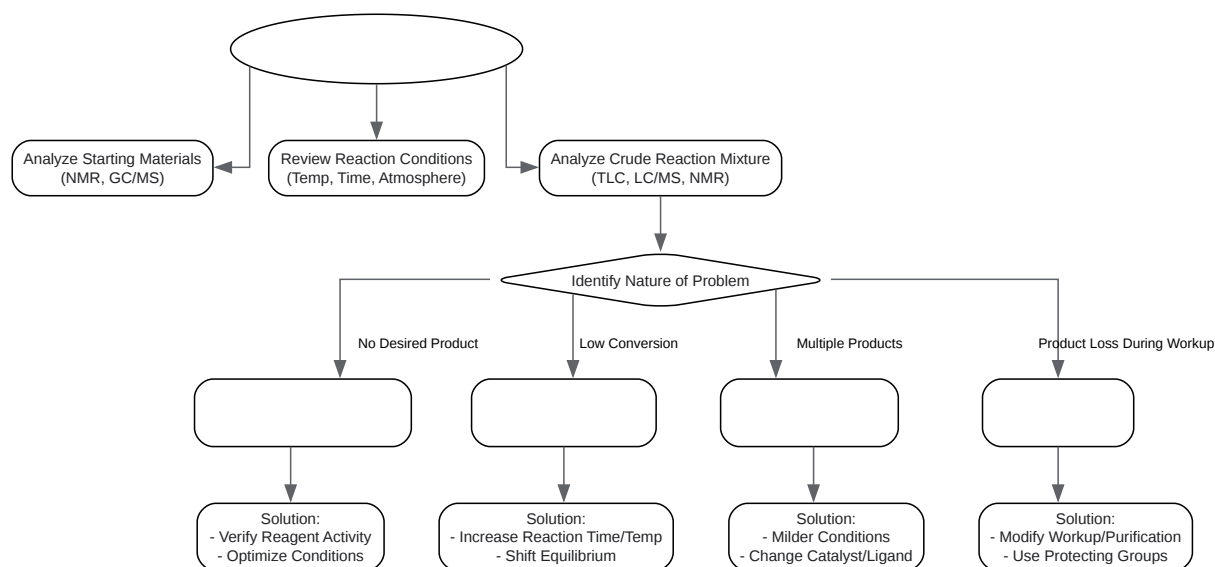 Analyze Starting Materials
(NMR, GC/MS)
Review Reaction Conditions
(Temp, Time, Atmosphere)
Analyze Crude Reaction Mixture
(TLC, LC/MS, NMR)
Identify Nature of Problem
No Desired Product
Low Conversion
Multiple Products
Product Loss During Workup
Solution:
- Verify Reagent Activity
- Optimize Conditions
Solution:
- Increase Reaction Time/Temp
- Shift Equilibrium
Solution:
- Milder Conditions
- Change Catalyst/Ligand
Solution:
- Modify Workup/Purification
- Use Protecting Groups